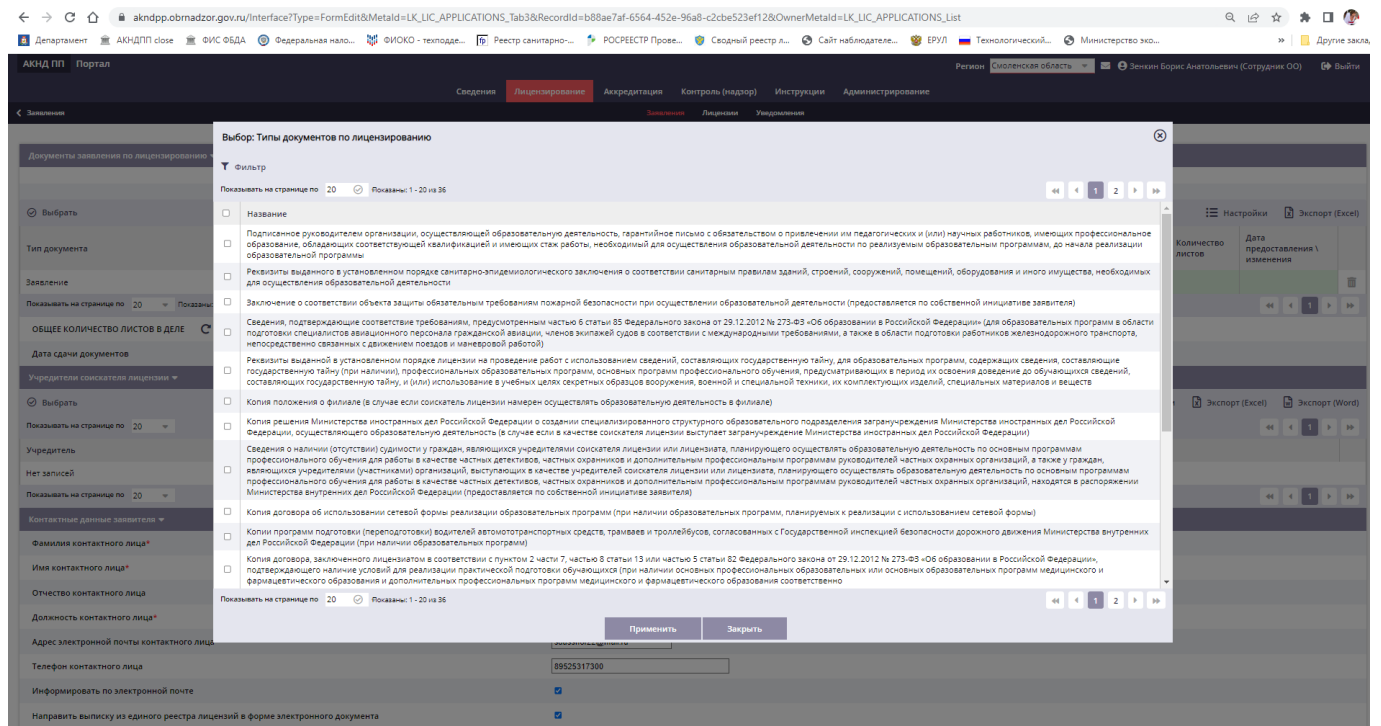 akndpp.obrnadzor.gov.ru/Interface?Type=FormEdit&MetaId=LK_LIC_APPLICATIONS_Tab3&RecordId=b88ae7af-6564-452e-96a8-c2cbe523ef12&OwnerMetaId=LK_LIC_APPLICATIONS_List
Департамент АКНДПП close ФИС ФБДА Федеральная нало... ФИОКО - техподде... Реестр санитарно-... РОСРЕЕСТР Прове... Сводный реестр л... Сайт наблюдателе... ЕРУЛ Технологический... Министерство эко... » Другие закла
АКНД ПП Портал Регион Смоленская область Зенкин Борис Анатольевич (Сотрудник ОО) Выйти
Сведения Лицензирование Аккредитация Контроль (надзор) Инструкции Администрирование
Заявления Заявления Лицензии Уведомления
Выбор: Типы документов по лицензированию
Документы заявления по лицензированию
Фильтр
Показывать на странице по 20 Показаны: 1 - 20 из 36 1 2
Выбрать Название Настройки Экспорт (Excel)
Подписанное руководителем организации, осуществляющей образовательную деятельность, гарантийное письмо с обязательством о привлечении им педагогических и (или) научных работников, имеющих профессиональное
образование, обладающих соответствующей квалификацией и имеющих стаж работы, необходимый для осуществления образовательной деятельности по реализуемым образовательным программам, до начала реализации
образовательной программы
Тип документа
Количество листов
Дата предоставления \ изменения
Реквизиты выданного в установленном порядке санитарно-эпидемиологического заключения о соответствии санитарным правилам зданий, строений, сооружений, помещений, оборудования и иного имущества, необходимых
для осуществления образовательной деятельности
Заявление
Показывать на странице по 20 Показаны: 1
Заключение о соответствии объекта защиты обязательным требованиям пожарной безопасности при осуществлении образовательной деятельности (предоставляется по собственной инициативе заявителя)
Сведения, подтверждающие соответствие требованиям, предусмотренным частью 6 статьи 85 Федерального закона от 29.12.2012 № 273-ФЗ «Об образовании в Российской Федерации» (для образовательных программ в области
подготовки специалистов авиационного персонала гражданской авиации, членов экипажей судов в соответствии с международными требованиями, а также в области подготовки работников железнодорожного транспорта,
непосредственно связанных с движением поездов и маневровой работой)
ОБЩЕЕ КОЛИЧЕСТВО ЛИСТОВ В ДЕЛЕ
Дата сдачи документов
Реквизиты выданной в установленном порядке лицензии на проведение работ с использованием сведений, составляющих государственную тайну, для образовательных программ, содержащих сведения, составляющие
государственную тайну (при наличии), профессиональных образовательных программ, основных программ профессионального обучения, предусматривающих в период их освоения доведение до обучающихся сведений,
составляющих государственную тайну, и (или) использование в учебных целях секретных образцов вооружения, военной и специальной техники, их комплектующих изделий, специальных материалов и веществ
Учредители соискателя лицензии
Выбрать Копия положения о филиале (в случае если соискатель лицензии намерен осуществлять образовательную деятельность в филиале) Экспорт (Excel) Экспорт (Word)
Копия решения Министерства иностранных дел Российской Федерации о создании специализированного структурного образовательного подразделения загранучреждения Министерства иностранных дел Российской
Федерации, осуществляющего образовательную деятельность (в случае если в качестве соискателя лицензии выступает загранучреждение Министерства иностранных дел Российской Федерации)
Показывать на странице по 20 1
Учредитель
Нет записей
Сведения о наличии (отсутствии) судимости у граждан, являющихся учредителями соискателя лицензии или лицензиата, планирующего осуществлять образовательную деятельность по основным программам
профессионального обучения для работы в качестве частных детективов, частных охранников и дополнительным профессиональным программам руководителей частных охранных организаций, а также у граждан,
являющихся учредителями (участниками) организаций, выступающих в качестве учредителей соискателя лицензии или лицензиата, планирующего осуществлять образовательную деятельность по основным программам
профессионального обучения для работы в качестве частных детективов, частных охранников и дополнительным профессиональным программам руководителей частных охранных организаций, находятся в распоряжении
Министерства внутренних дел Российской Федерации (предоставляется по собственной инициативе заявителя)
Показывать на странице по 20 1
Копия договора об использовании сетевой формы реализации образовательных программ (при наличии образовательных программ, планируемых к реализации с использованием сетевой формы)
Контактные данные заявителя
Копии программ подготовки (переподготовки) водителей автомототранспортных средств, трамваев и троллейбусов, согласованных с Государственной инспекцией безопасности дорожного движения Министерства внутренних
дел Российской Федерации (при наличии образовательных программ)
Фамилия контактного лица*
Копия договора, заключенного лицензиатом в соответствии с пунктом 2 части 7, частью 8 статьи 13 или частью 5 статьи 82 Федерального закона от 29.12.2012 № 273-ФЗ «Об образовании в Российской Федерации»,
подтверждающего наличие условий для реализации практической подготовки обучающихся (при наличии основных профессиональных образовательных или основных образовательных программ медицинского и
фармацевтического образования и дополнительных профессиональных программ медицинского и фармацевтического образования соответственно
Имя контактного лица*
Отчество контактного лица
Показывать на странице по 20 Показаны: 1 - 20 из 36 1 2
Должность контактного лица*
Применить Закрыть
Адрес электронной почты контактного лица
Телефон контактного лица 89525317300
Информировать по электронной почте
Направить выписку из единого реестра лицензий в форме электронного документа